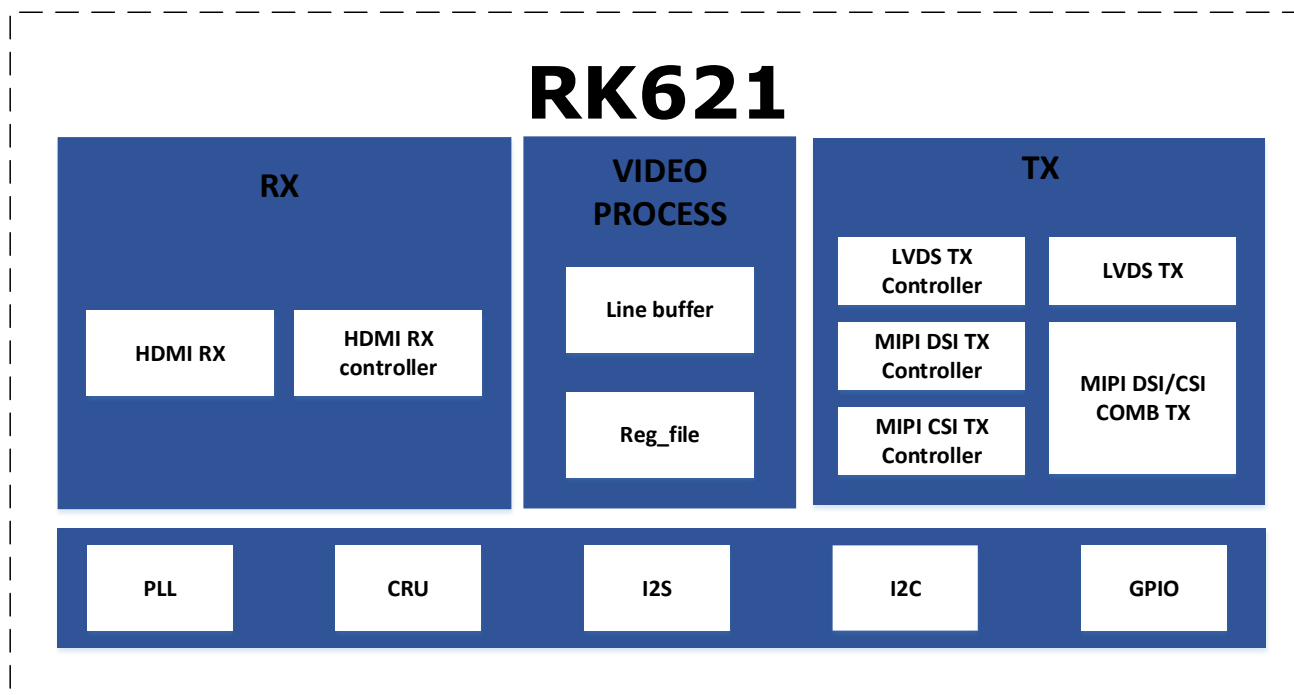 RK621
RX
HDMI RX
HDMI RX
controller
VIDEO
PROCESS
Line buffer
Reg_file
TX
LVDS TX
Controller
LVDS TX
MIPI DSI TX
Controller
MIPI DSI/CSI
COMB TX
MIPI CSI TX
Controller
PLL
CRU
I2S
I2C
GPIO